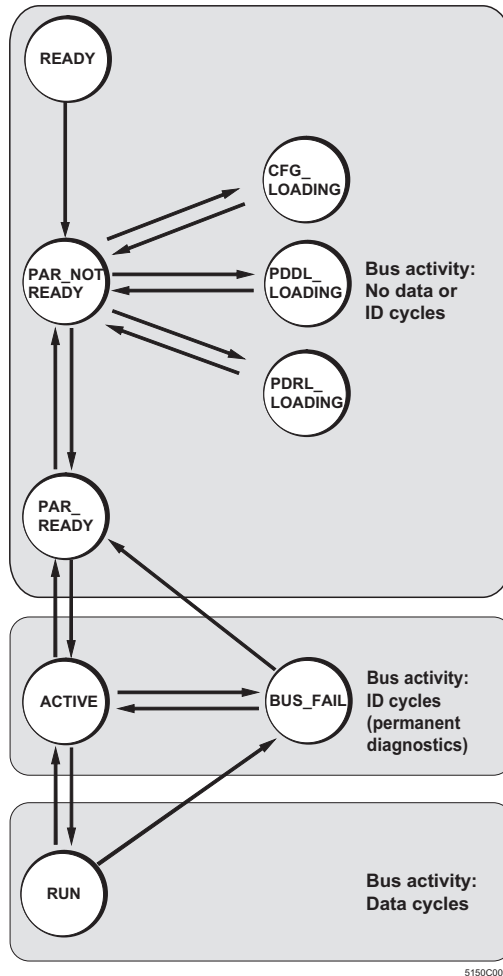 READY
CFG_
LOADING
PAR_NOT
READY
PDDL_
LOADING
Bus activity:
No data or
ID cycles
PDRL_
LOADING
PAR_
READY
ACTIVE
BUS_FAIL
Bus activity:
ID cycles
(permanent
diagnostics)
RUN
Bus activity:
Data cycles
5150C003